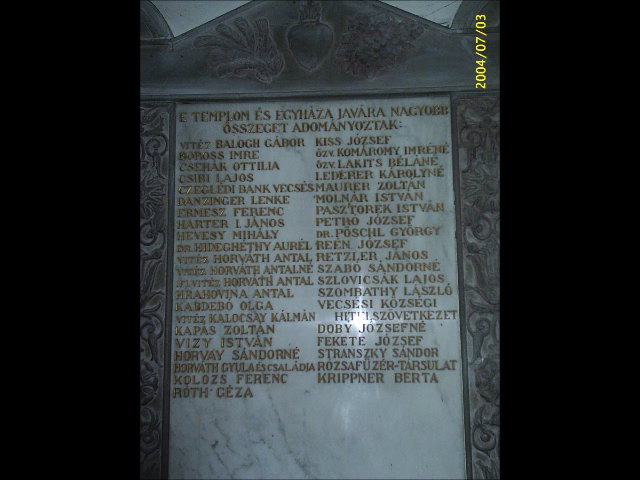 E TEMPLOM ÉS EGYHÁZA JAVÁRA NAGYOBB
ÖSSZEGET ADOMÁNYOZTAK:
VITÉZ BALOGH GÁBOR
BOROSS IMRE
CSEHÁK OTTILIA
CSIBI LAJOS
CZEGLÉDI BANK VECSÉS
DANZINGER LENKE
ERMESZ FERENC
HARTER I. JÁNOS
HEVESY MIHÁLY
DR. HIDEGHÉTHY AURÉL
VITÉZ HORVÁTH ANTAL
VITÉZ HORVÁTH ANTALNÉ
IFJ. VITÉZ HORVÁTH ANTAL
HRAHOVINA ANTAL
KABDEBÓ OLGA
VITÉZ KALOCSAY KÁLMÁN
KAPÁS ZOLTÁN
VIZY ISTVÁN
HORVAY SÁNDORNÉ
HORVÁTH GYULA ÉS CSALÁDJA
KOLOZS FERENC
RÓTH GÉZA
KISS JÓZSEF
ÖZV. KOMÁROMY IMRÉNÉ
ÖZV. LAKITS BÉLÁNÉ
LEDERER KÁROLYNÉ
MAURER ZOLTÁN
MOLNÁR ISTVÁN
PASZTOREK ISTVÁN
PETRÓ JÓZSEF
DR. PÖSCHL GYÖRGY
REÉN JÓZSEF
RETZLER JÁNOS
SZABÓ SÁNDORNÉ
SZLOVICSÁK LAJOS
SZOMBATHY LÁSZLÓ
VECSÉSI KÖZSÉGI
HITELSZÖVETKEZET
DOBY JÓZSEFNÉ
FEKETE JÓZSEF
STRANSZKY SÁNDOR
RÓZSAFÜZÉR-TÁRSULAT
KRIPPNER BERTA
2004/07/03